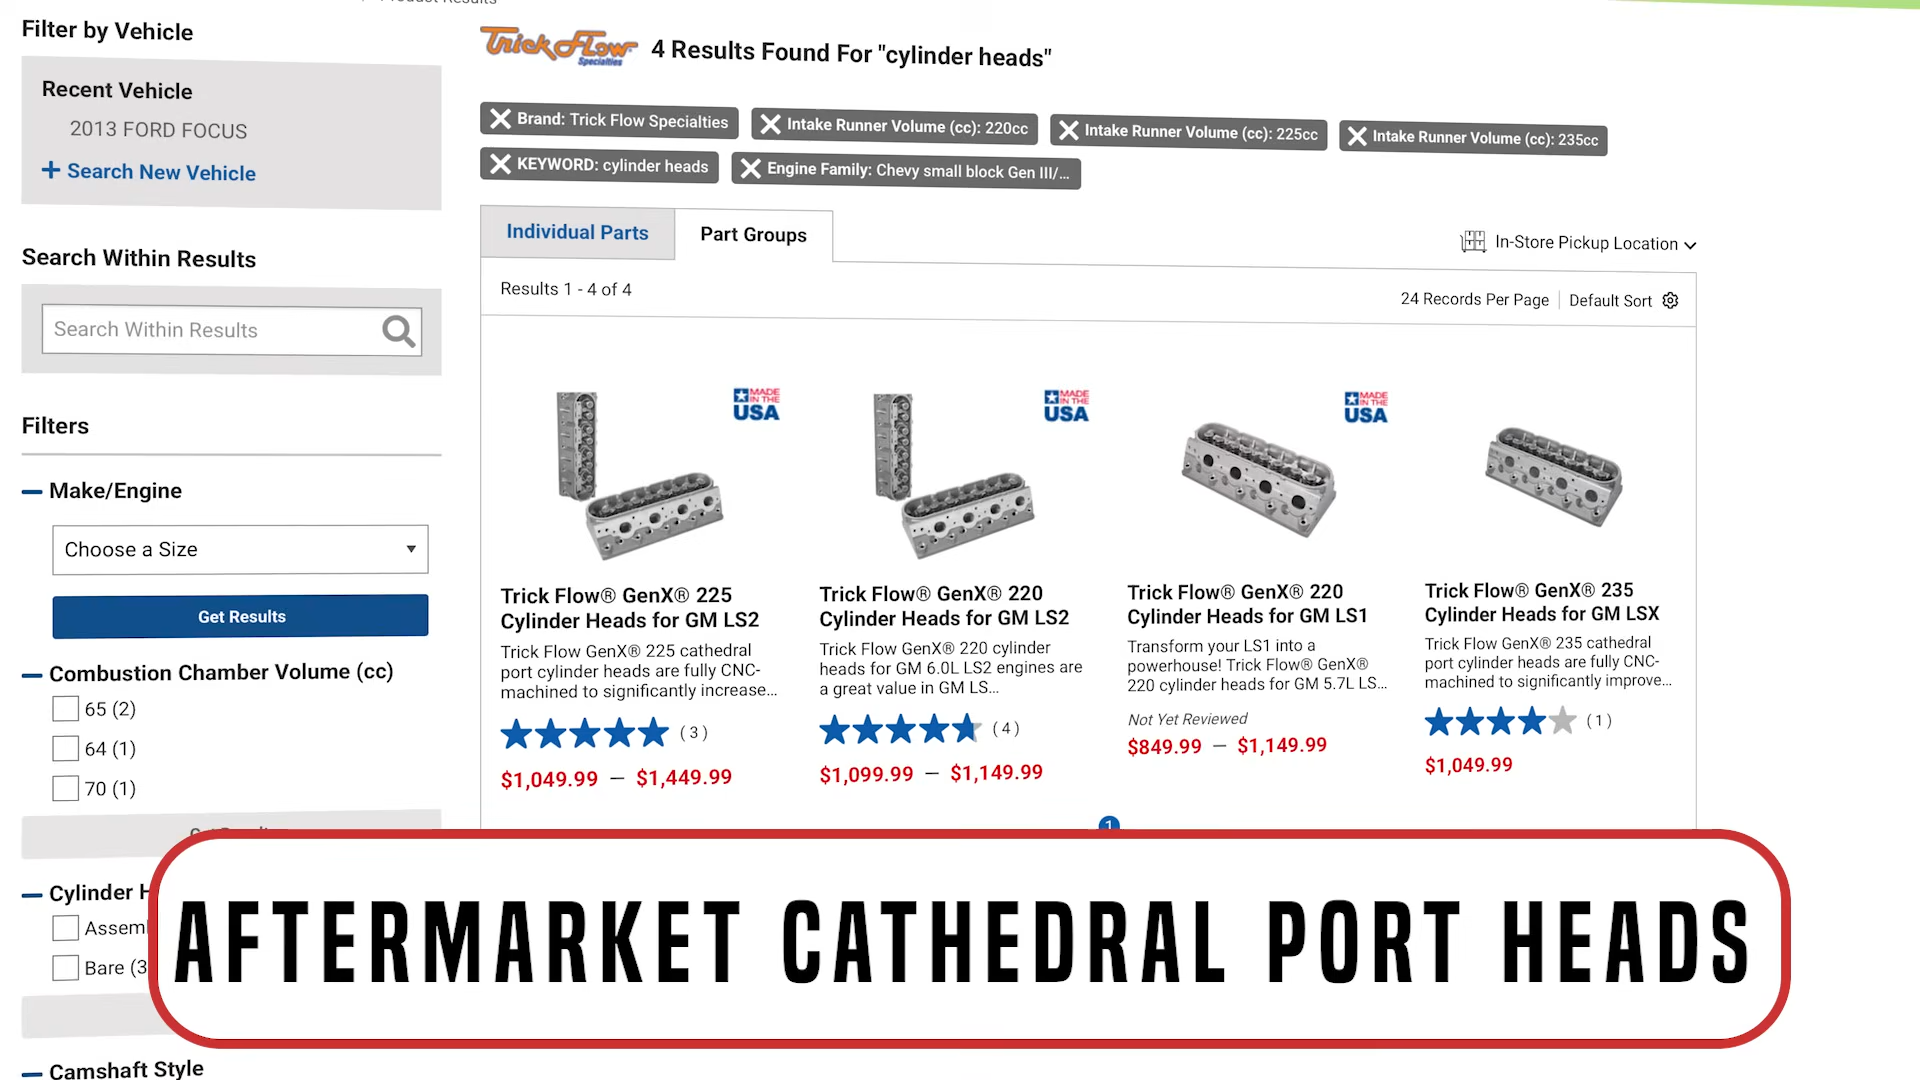 Filter by Vehicle
Recent Vehicle
2013 FORD FOCUS
+ Search New Vehicle
Search Within Results
Search Within Results
Filters
Make/Engine
Choose a Size
Get Results
Combustion Chamber Volume (cc)
65 (2)
64 (1)
70 (1)
Cylinder H
Assem
Bare (3
Camshaft Style
Trick Flow
Specialties
4 Results Found For "cylinder heads"
Brand: Trick Flow Specialties
Intake Runner Volume (cc): 220cc
Intake Runner Volume (cc): 225cc
Intake Runner Volume (cc): 235cc
KEYWORD: cylinder heads
Engine Family: Chevy small block Gen III/...
Individual Parts
Part Groups
In-Store Pickup Location
Results 1 - 4 of 4
24 Records Per Page
Default Sort
MADE
IN THE
USA
MADE
IN THE
USA
MADE
IN THE
USA
Trick Flow® GenX® 225
Cylinder Heads for GM LS2
Trick Flow GenX® 225 cathedral
port cylinder heads are fully CNC-
machined to significantly increase...
(3)
$1,049.99 — $1,449.99
Trick Flow® GenX® 220
Cylinder Heads for GM LS2
Trick Flow GenX® 220 cylinder
heads for GM 6.0L LS2 engines are
a great value in GM LS...
(4)
$1,099.99 — $1,149.99
Trick Flow® GenX® 220
Cylinder Heads for GM LS1
Transform your LS1 into a
powerhouse! Trick Flow® GenX®
220 cylinder heads for GM 5.7L LS...
Not Yet Reviewed
$849.99 — $1,149.99
Trick Flow® GenX® 235
Cylinder Heads for GM LSX
Trick Flow GenX® 235 cathedral
port cylinder heads are fully CNC-
machined to significantly improve...
(1)
$1,049.99
1
AFTERMARKET CATHEDRAL PORT HEADS